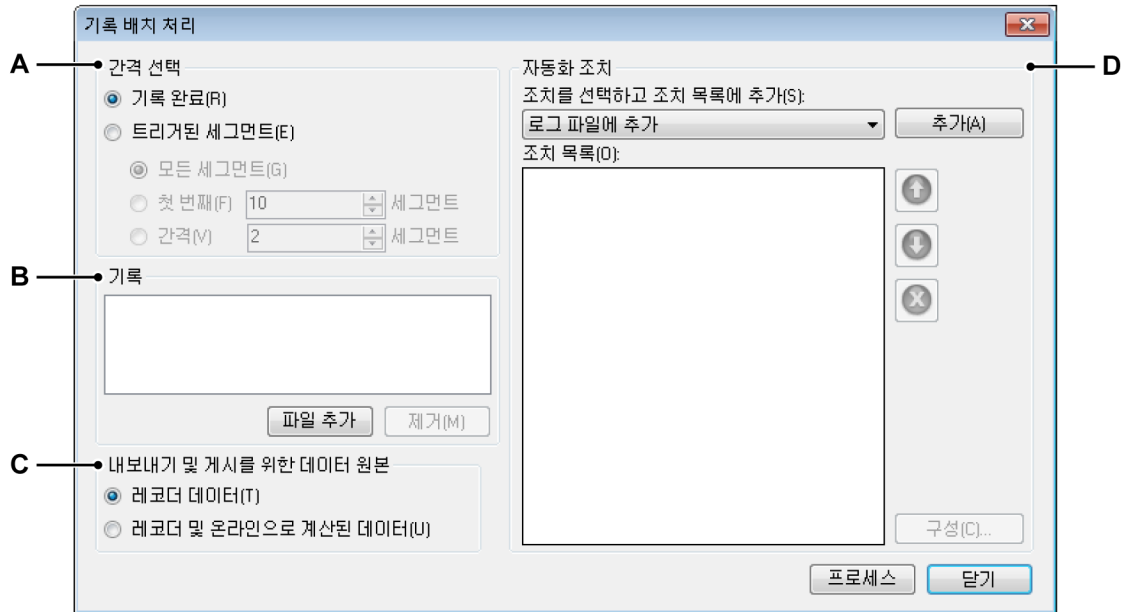 기록 배치 처리
A
간격 선택
기록 완료(R)
트리거된 세그먼트(E)
모든 세그먼트(G)
첫 번째(F) 10 세그먼트
간격(V) 2 세그먼트
B
기록
파일 추가 제거(M)
C
내보내기 및 게시를 위한 데이터 원본
레코더 데이터(T)
레코더 및 온라인으로 계산된 데이터(U)
자동화 조치
D
조치를 선택하고 조치 목록에 추가(S):
로그 파일에 추가 추가(A)
조치 목록(O):
구성(C)...
프로세스 닫기